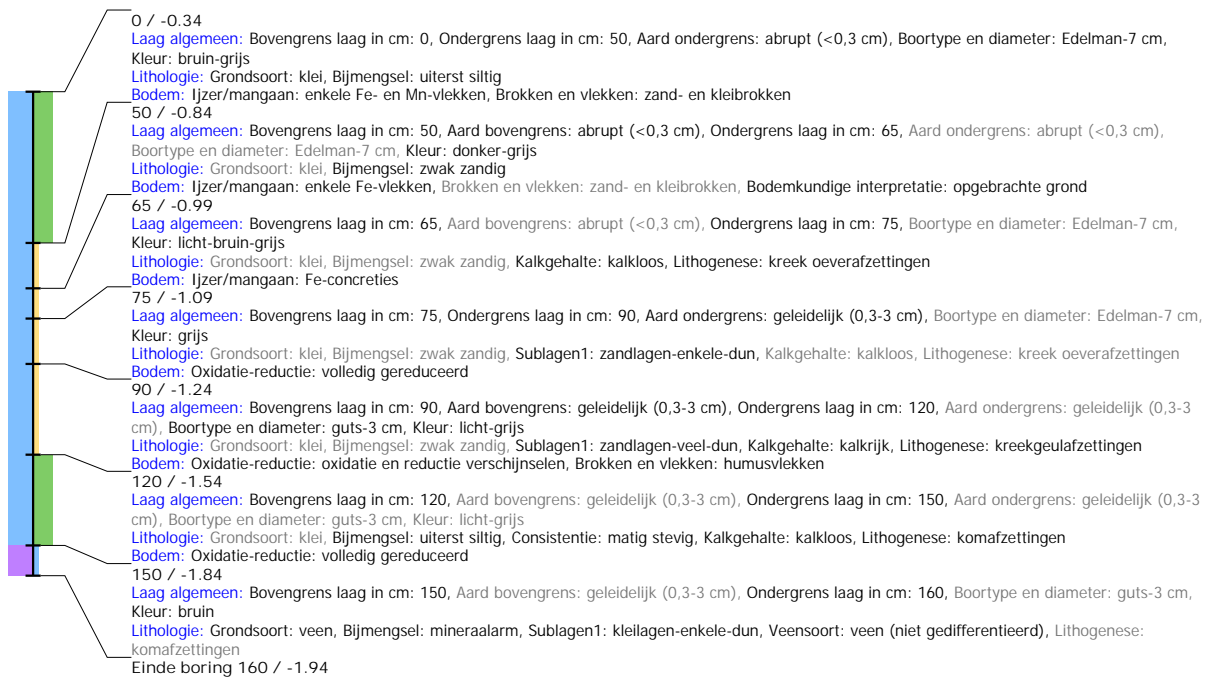 0 / -0.34
Laag algemeen: Bovengrens laag in cm: 0, Ondergrens laag in cm: 50, Aard ondergrens: abrupt (<0,3 cm), Boortype en diameter: Edelman-7 cm,
Kleur: bruin-grijs
Lithologie: Grondsoort: klei, Bijmengsel: uiterst siltig
Bodem: Ijzer/mangaan: enkele Fe- en Mn-vlekken, Brokken en vlekken: zand- en kleibrokken
50 / -0.84
Laag algemeen: Bovengrens laag in cm: 50, Aard bovengrens: abrupt (<0,3 cm), Ondergrens laag in cm: 65, Aard ondergrens: abrupt (<0,3 cm),
Boortype en diameter: Edelman-7 cm, Kleur: donker-grijs
Lithologie: Grondsoort: klei, Bijmengsel: zwak zandig
Bodem: Ijzer/mangaan: enkele Fe-vlekken, Brokken en vlekken: zand- en kleibrokken, Bodemkundige interpretatie: opgebrachte grond
65 / -0.99
Laag algemeen: Bovengrens laag in cm: 65, Aard bovengrens: abrupt (<0,3 cm), Ondergrens laag in cm: 75, Boortype en diameter: Edelman-7 cm,
Kleur: licht-bruin-grijs
Lithologie: Grondsoort: klei, Bijmengsel: zwak zandig, Kalkgehalte: kalkloos, Lithogenese: kreek oeverafzettingen
Bodem: Ijzer/mangaan: Fe-concreties
75 / -1.09
Laag algemeen: Bovengrens laag in cm: 75, Ondergrens laag in cm: 90, Aard ondergrens: geleidelijk (0,3-3 cm), Boortype en diameter: Edelman-7 cm,
Kleur: grijs
Lithologie: Grondsoort: klei, Bijmengsel: zwak zandig, Sublagen1: zandlagen-enkele-dun, Kalkgehalte: kalkloos, Lithogenese: kreek oeverafzettingen
Bodem: Oxidatie-reductie: volledig gereduceerd
90 / -1.24
Laag algemeen: Bovengrens laag in cm: 90, Aard bovengrens: geleidelijk (0,3-3 cm), Ondergrens laag in cm: 120, Aard ondergrens: geleidelijk (0,3-3
cm), Boortype en diameter: guts-3 cm, Kleur: licht-grijs
Lithologie: Grondsoort: klei, Bijmengsel: zwak zandig, Sublagen1: zandlagen-veel-dun, Kalkgehalte: kalkrijk, Lithogenese: kreekgeulafzettingen
Bodem: Oxidatie-reductie: oxidatie en reductie verschijnselen, Brokken en vlekken: humusvlekken
120 / -1.54
Laag algemeen: Bovengrens laag in cm: 120, Aard bovengrens: geleidelijk (0,3-3 cm), Ondergrens laag in cm: 150, Aard ondergrens: geleidelijk (0,3-3
cm), Boortype en diameter: guts-3 cm, Kleur: licht-grijs
Lithologie: Grondsoort: klei, Bijmengsel: uiterst siltig, Consistentie: matig stevig, Kalkgehalte: kalkloos, Lithogenese: komafzettingen
Bodem: Oxidatie-reductie: volledig gereduceerd
150 / -1.84
Laag algemeen: Bovengrens laag in cm: 150, Aard bovengrens: geleidelijk (0,3-3 cm), Ondergrens laag in cm: 160, Boortype en diameter: guts-3 cm,
Kleur: bruin
Lithologie: Grondsoort: veen, Bijmengsel: mineraalarm, Sublagen1: kleilagen-enkele-dun, Veensoort: veen (niet gedifferentieerd), Lithogenese:
komafzettingen
Einde boring 160 / -1.94